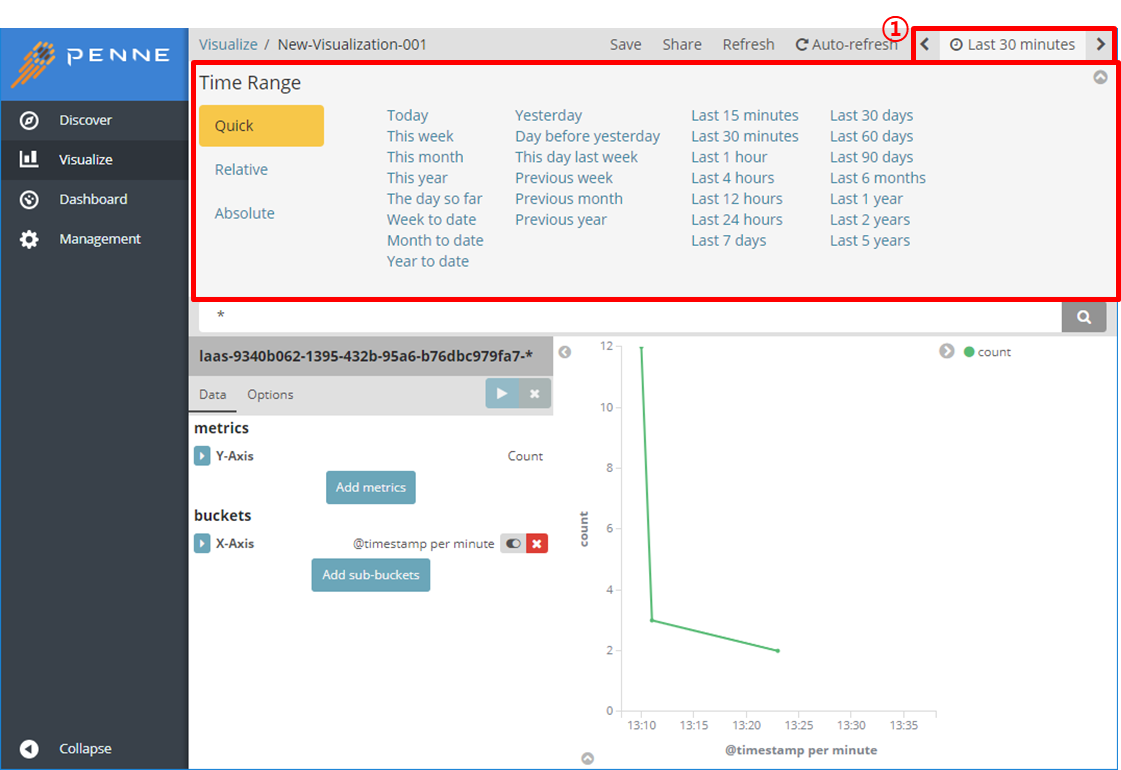 ①
PENNE
Visualize / New-Visualization-001 Save Share Refresh Auto-refresh Last 30 minutes
Discover
Visualize
Dashboard
Management
Collapse
Time Range
Quick
Relative
Absolute
Today
This week
This month
This year
The day so far
Week to date
Month to date
Year to date
Yesterday
Day before yesterday
This day last week
Previous week
Previous month
Previous year
Last 15 minutes
Last 30 minutes
Last 1 hour
Last 4 hours
Last 12 hours
Last 24 hours
Last 7 days
Last 30 days
Last 60 days
Last 90 days
Last 6 months
Last 1 year
Last 2 years
Last 5 years
*
laas-9340b062-1395-432b-95a6-b76dbc979fa7-*
Data Options
metrics
Y-Axis Count
Add metrics
buckets
X-Axis @timestamp per minute
Add sub-buckets
count
12
10
8
6
4
2
0
count
13:10 13:15 13:20 13:25 13:30 13:35
@timestamp per minute